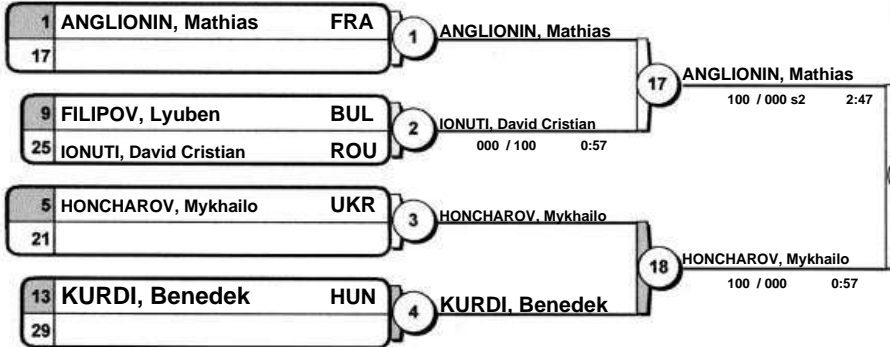 1 ANGLIONIN, Mathias FRA
17
1 ANGLIONIN, Mathias
9 FILIPOV, Lyuben BUL
25 IONUTI, David Cristian ROU
2 IONUTI, David Cristian
000 / 100 0:57
17 ANGLIONIN, Mathias
100 / 000 s2 2:47
5 HONCHAROV, Mykhailo UKR
21
3 HONCHAROV, Mykhailo
13 KURDI, Benedek HUN
29
4 KURDI, Benedek
18 HONCHAROV, Mykhailo
100 / 000 0:57